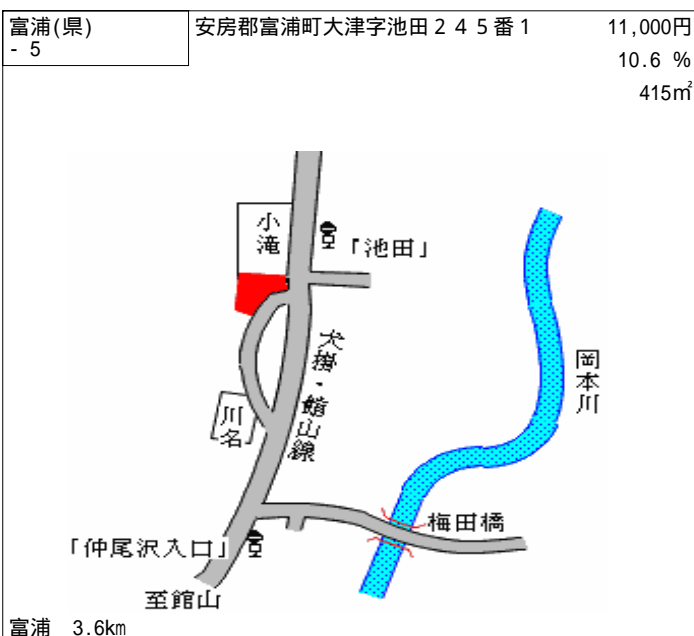 富浦(県)
- 5
安房郡富浦町大津字池田２４５番１
11,000円
10.6 %
415㎡
小滝
「池田」
犬掛・館山線
岡本川
川名
梅田橋
「仲尾沢入口」
至館山
富浦 3.6km